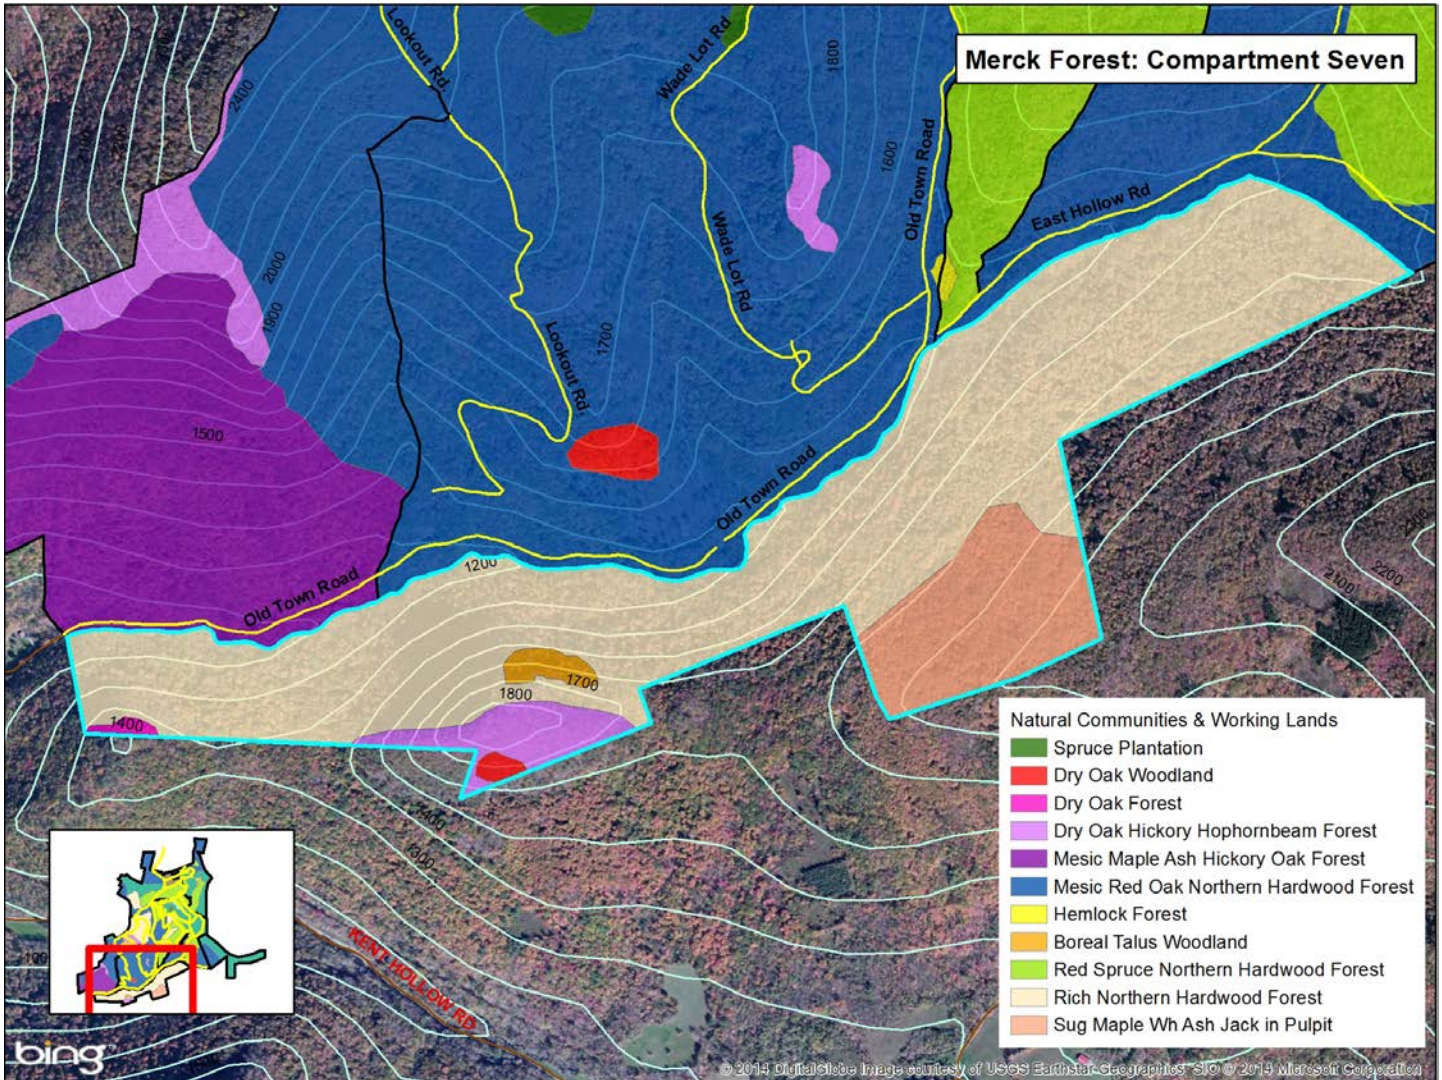 Merck Forest: Compartment Seven
Lookout Rd.
Wade Lot Rd
1800
2400
1600
Old Town Road
East Hollow Rd
Wade Lot Rd
2000
1900
1700
Lookout Rd.
1500
Old Town Road
1200
Old Town Road
2200
2100
1700
1800
1400
Natural Communities & Working Lands
Spruce Plantation
Dry Oak Woodland
Dry Oak Forest
Dry Oak Hickory Hophornbeam Forest
Mesic Maple Ash Hickory Oak Forest
Mesic Red Oak Northern Hardwood Forest
Hemlock Forest
Boreal Talus Woodland
Red Spruce Northern Hardwood Forest
Rich Northern Hardwood Forest
Sug Maple Wh Ash Jack in Pulpit
1400
1300
KENT HOLLOW RD
bing
© 2014 DigitalGlobe Image courtesy of USGS Earthstar Geographics SIO © 2014 Microsoft Corporation